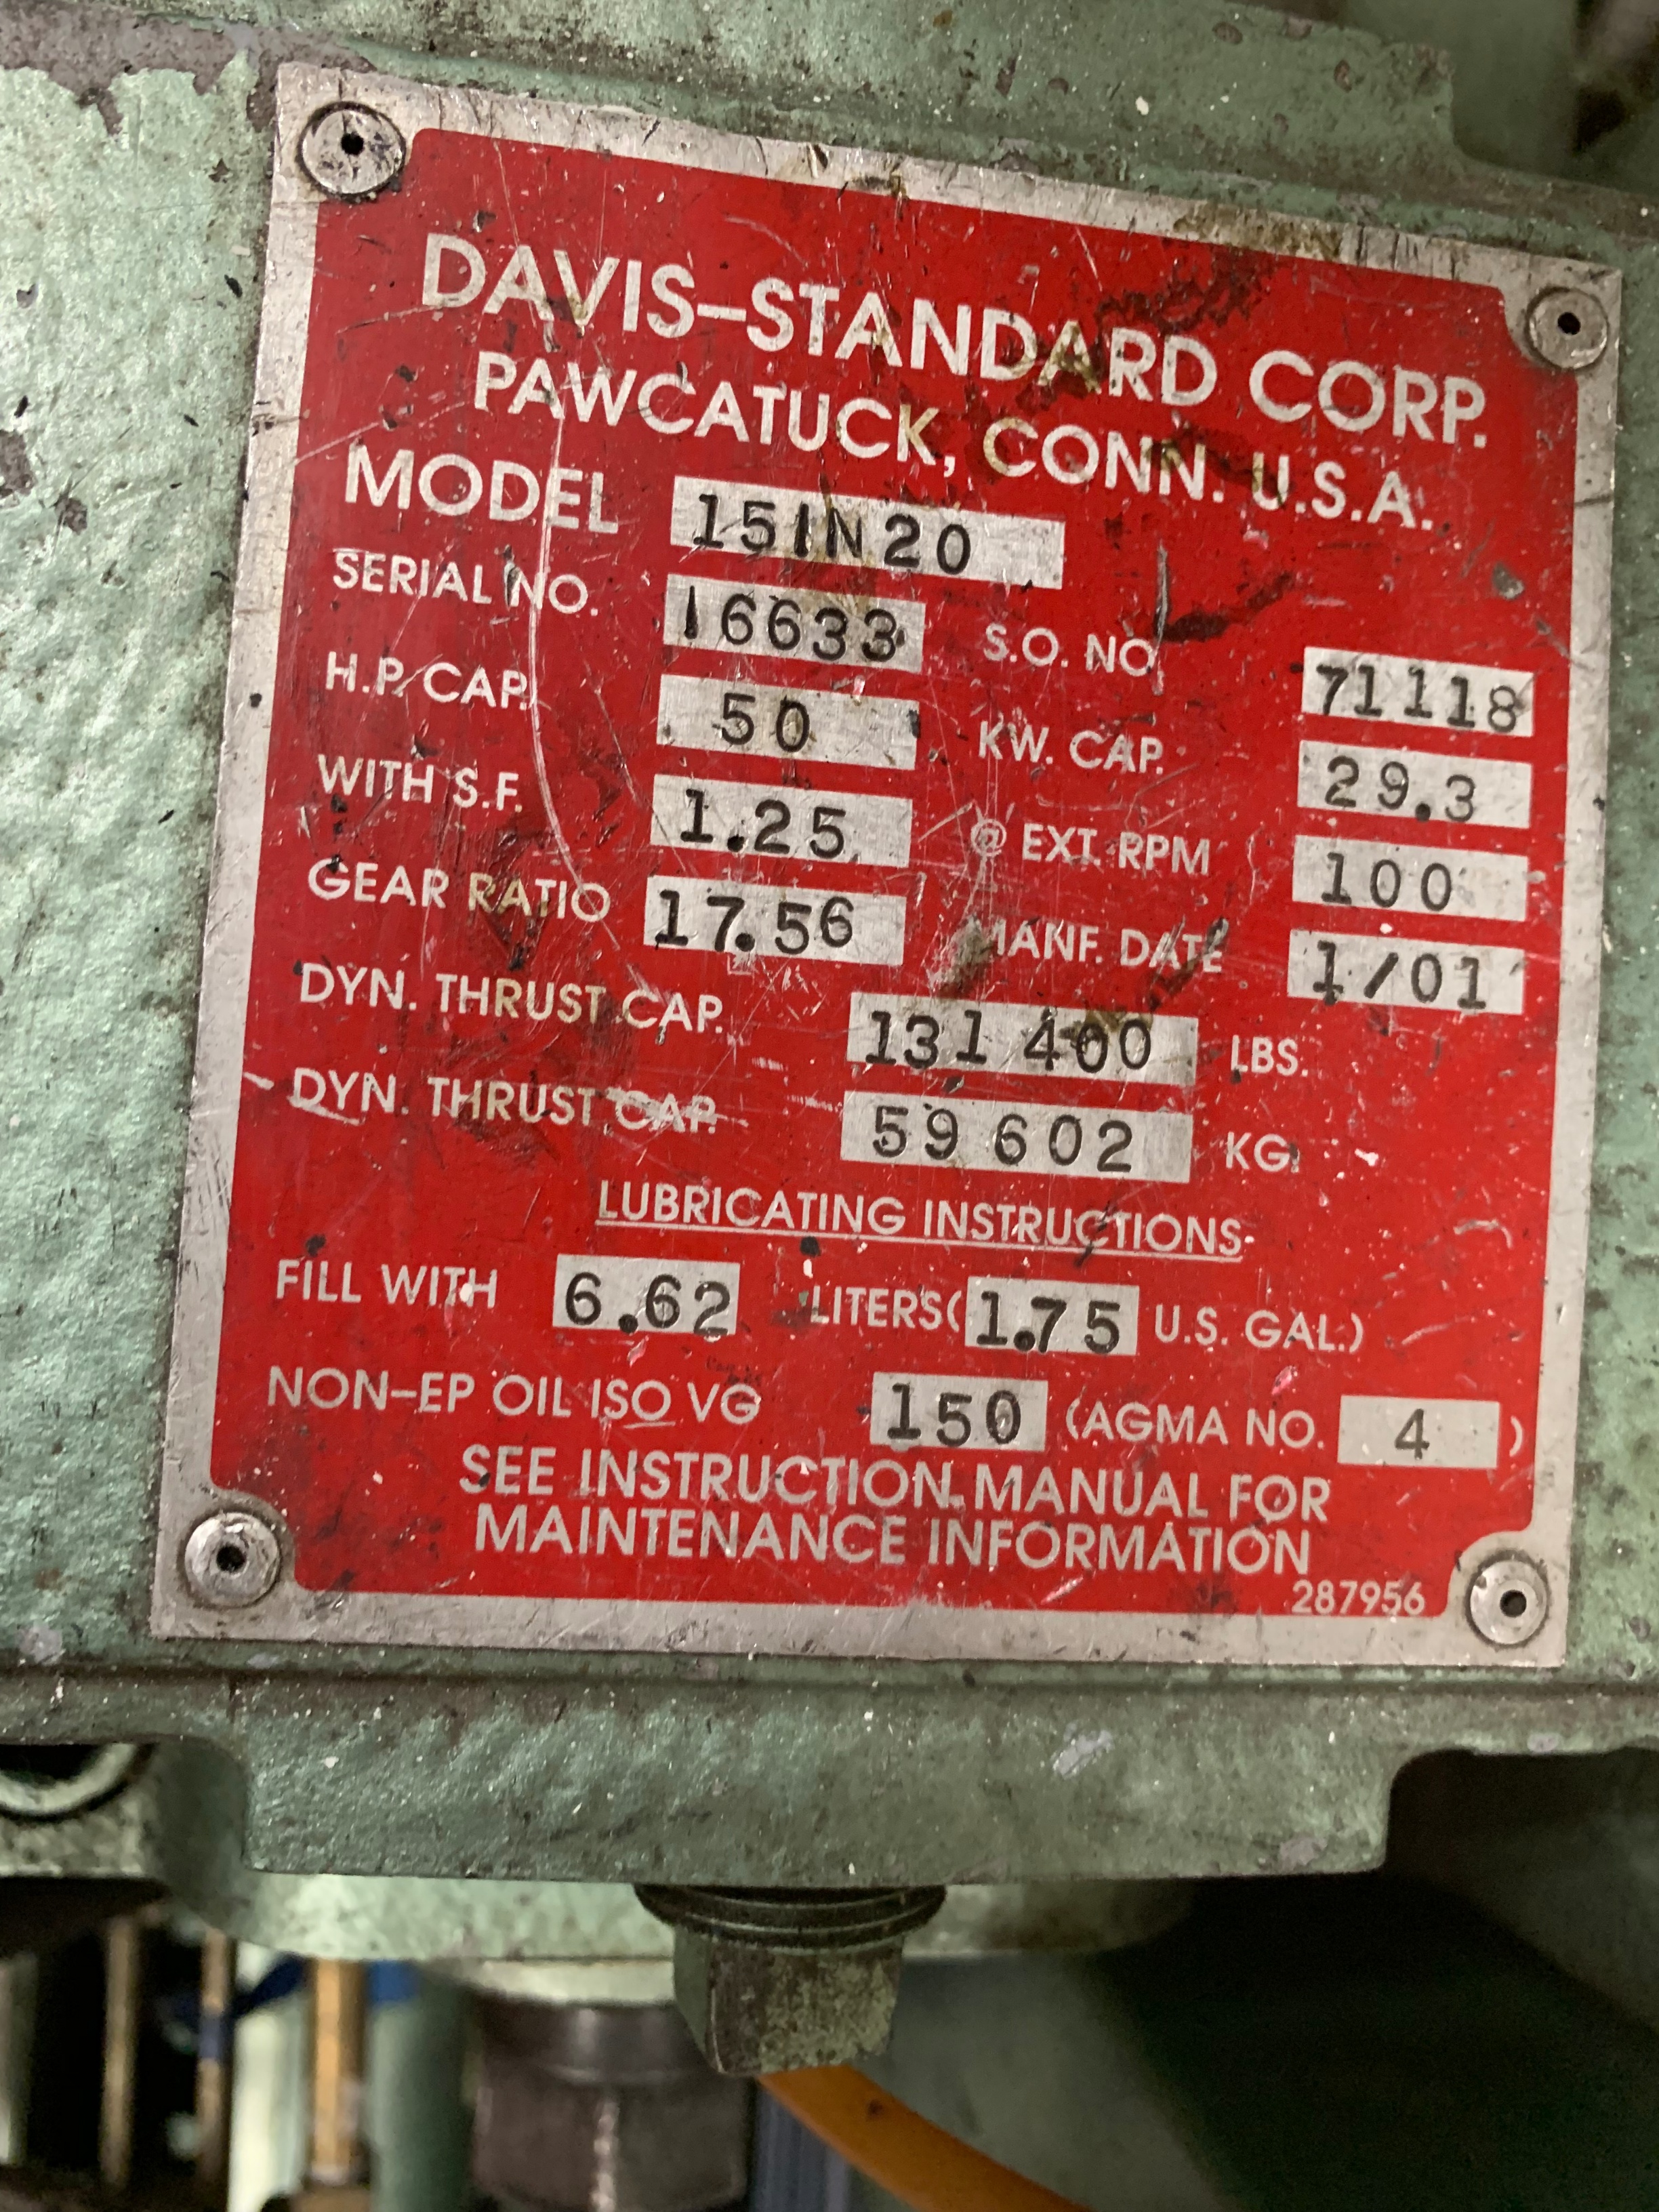 DAVIS-STANDARD CORP.
PAWCATUCK, CONN. U.S.A.
MODEL 15IN20
SERIAL NO. 16633 S.O. NO. 71118
H.P. CAP. 50 KW. CAP. 29.3
WITH S.F. 1.25 @ EXT. RPM 100
GEAR RATIO 17.56 MANF. DATE 1/01
DYN. THRUST CAP. 131 400 LBS.
DYN. THRUST CAP. 59 602 KG.
LUBRICATING INSTRUCTIONS
FILL WITH 6.62 LITERS (1.75 U.S. GAL.)
NON-EP OIL ISO VG 150 (AGMA NO. 4)
SEE INSTRUCTION MANUAL FOR
MAINTENANCE INFORMATION
287956